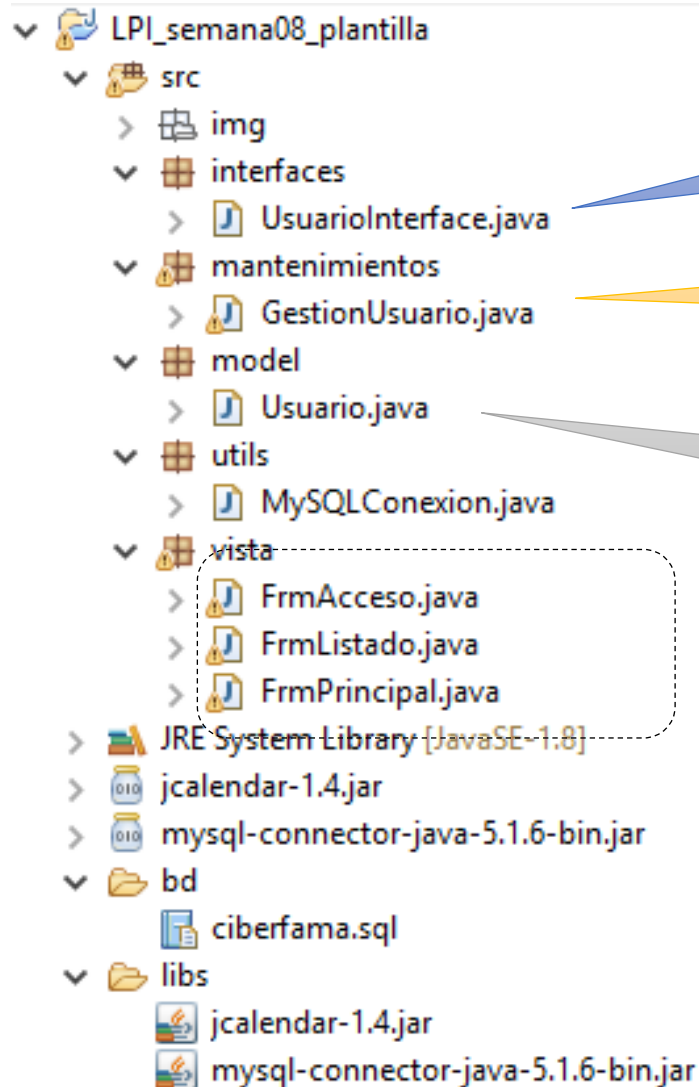 LPI_semana08_plantilla
src
img
interfaces
UsuarioInterface.java
mantenimientos
GestionUsuario.java
model
Usuario.java
utils
MySQLConexion.java
vista
FrmAcceso.java
FrmListado.java
FrmPrincipal.java
JRE System Library [JavaSE-1.8]
jcalendar-1.4.jar
mysql-connector-java-5.1.6-bin.jar
bd
ciberfama.sql
libs
jcalendar-1.4.jar
mysql-connector-java-5.1.6-bin.jar